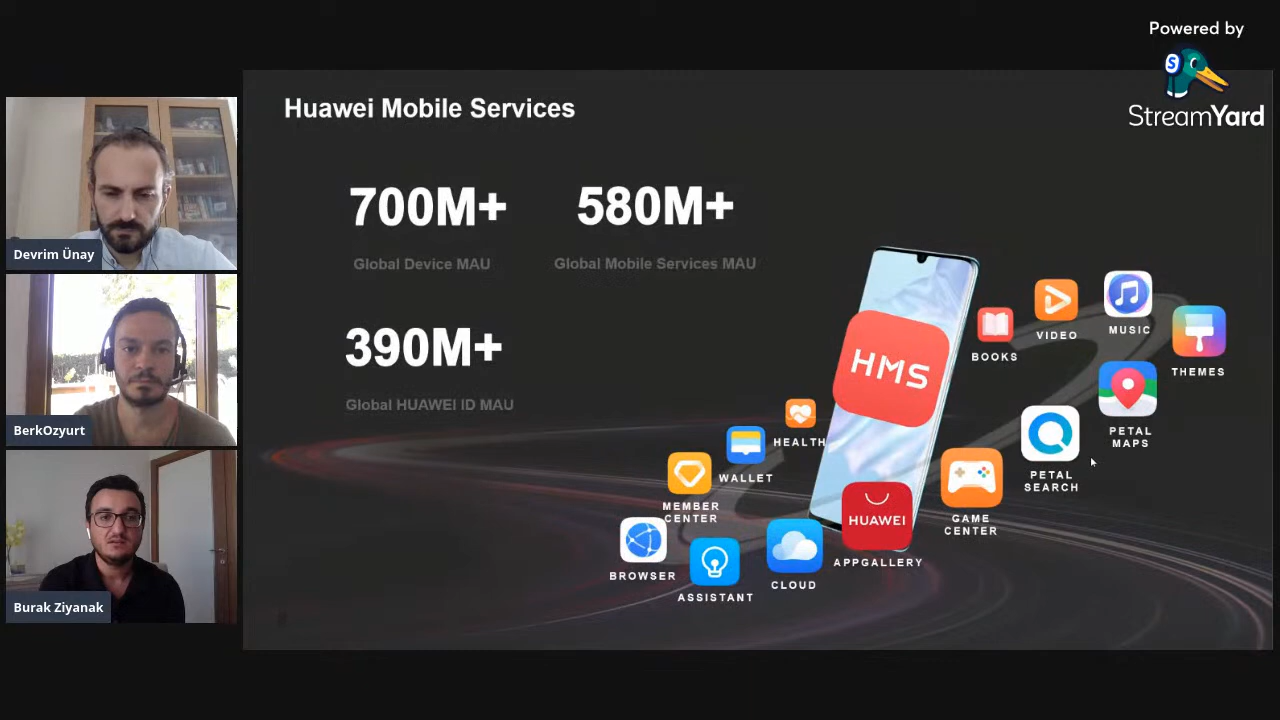 Powered by
StreamYard
Huawei Mobile Services
700M+
Global Device MAU
580M+
Global Mobile Services MAU
390M+
Global HUAWEI ID MAU
HMS
BOOKS
VIDEO
MUSIC
THEMES
PETAL
MAPS
PETAL
SEARCH
GAME
CENTER
HUAWEI
APPGALLERY
CLOUD
ASSISTANT
BROWSER
MEMBER
CENTER
WALLET
HEALTH
Devrim Ünay
BerkOzyurt
Burak Ziyanak